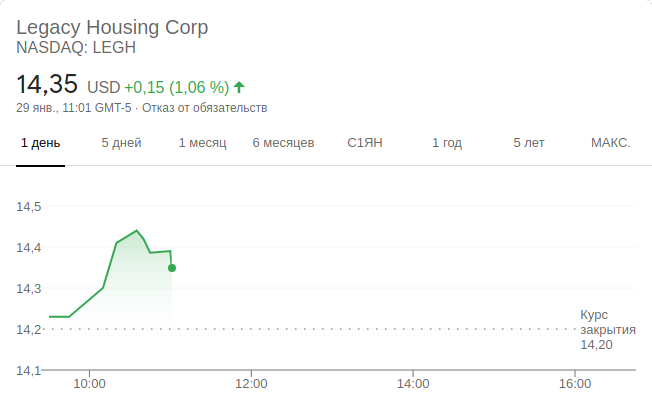 Legacy Housing Corp
NASDAQ: LEGH
14,35 USD +0,15 (1,06 %)
29 янв., 11:01 GMT-5 · Отказ от обязательств
1 день 5 дней 1 месяц 6 месяцев С1ЯН 1 год 5 лет МАКС.
14,5
14,4
14,3
14,2
14,1
Курс
закрытия
14,20
10:00 12:00 14:00 16:00